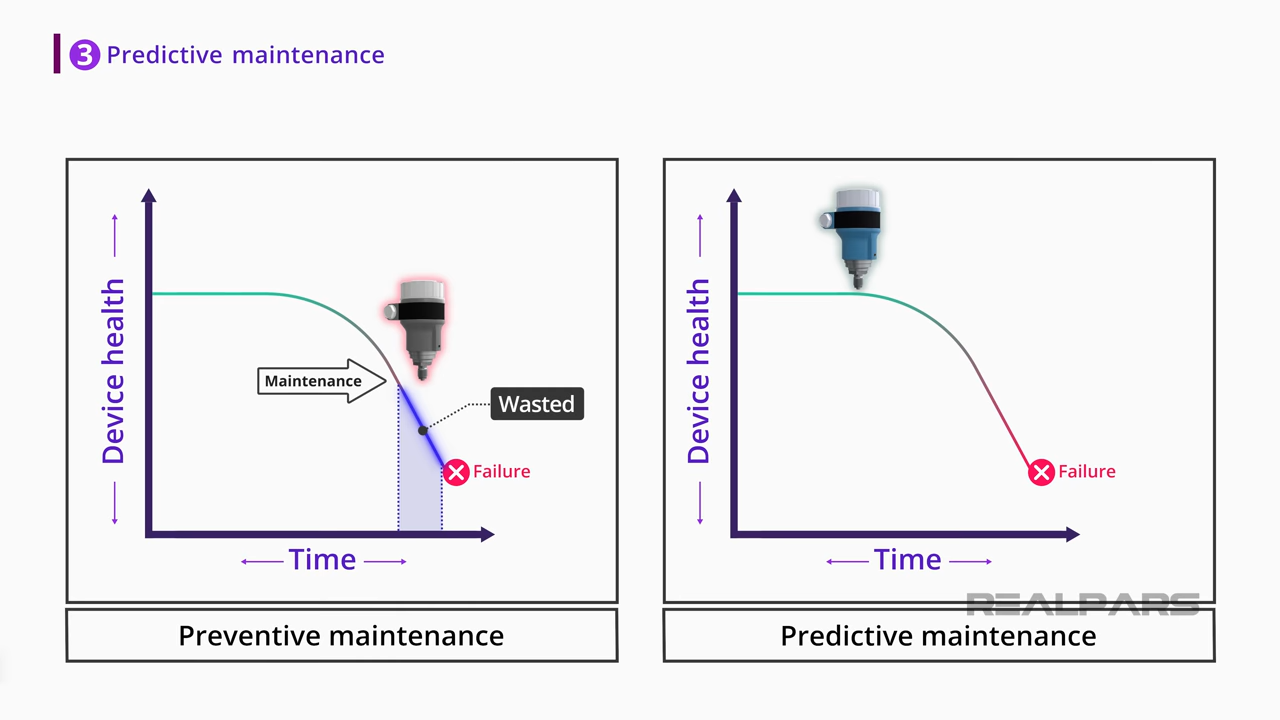 3 Predictive maintenance
Device health
Maintenance
Wasted
Failure
Time
Preventive maintenance
Device health
Failure
Time
REALPARS
Predictive maintenance